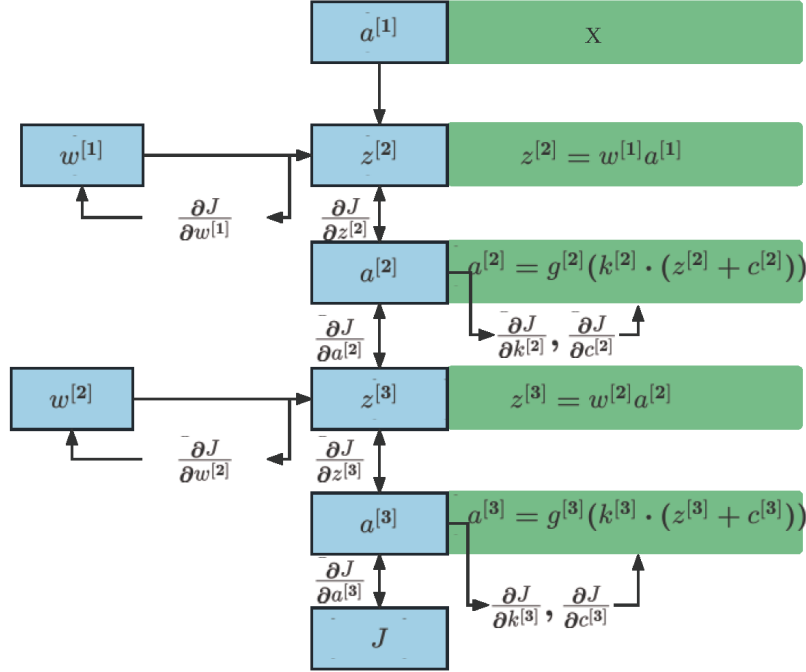 a^{[1]} X
w^{[1]} z^{[2]} z^{[2]} = w^{[1]}a^{[1]}
∂J/∂w^{[1]} ∂J/∂z^{[2]}
a^{[2]} a^{[2]} = g^{[2]}(k^{[2]} · (z^{[2]} + c^{[2]}))
∂J/∂a^{[2]} ∂J/∂k^{[2]}, ∂J/∂c^{[2]}
w^{[2]} z^{[3]} z^{[3]} = w^{[2]}a^{[2]}
∂J/∂w^{[2]} ∂J/∂z^{[3]}
a^{[3]} a^{[3]} = g^{[3]}(k^{[3]} · (z^{[3]} + c^{[3]}))
∂J/∂a^{[3]} ∂J/∂k^{[3]}, ∂J/∂c^{[3]}
J